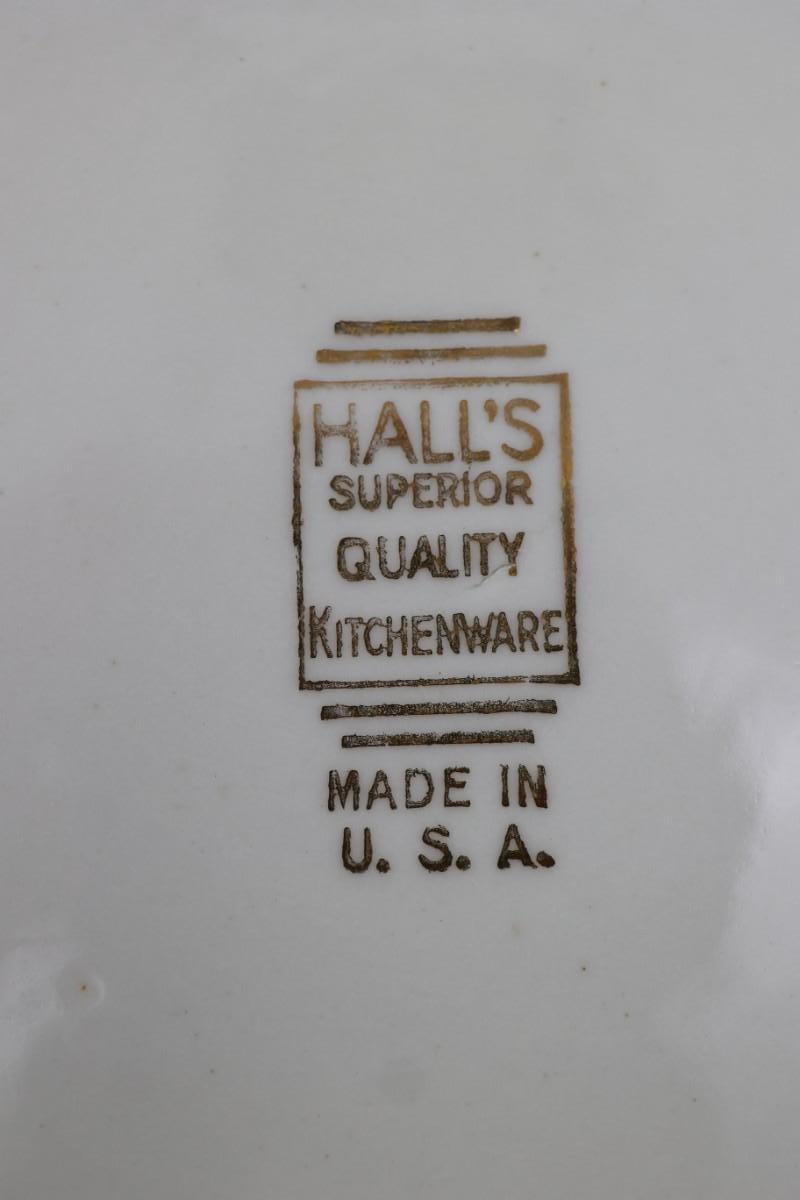 HALL'S
SUPERIOR
QUALITY
KITCHENWARE
MADE IN
U. S. A.